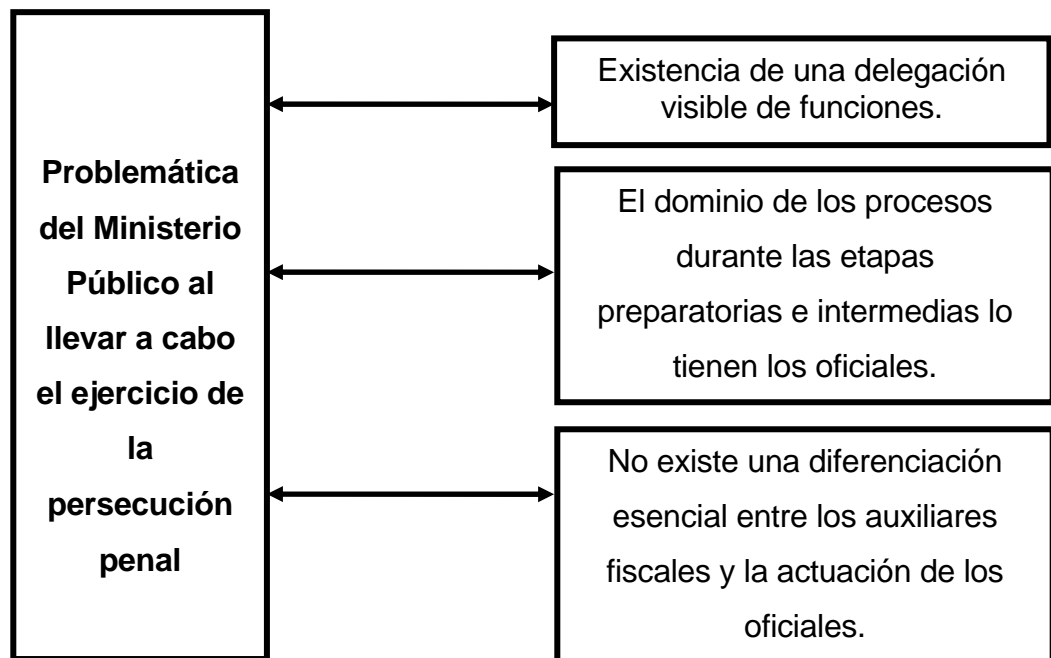 Problemática
del Ministerio
Público al
llevar a cabo
el ejercicio de
la
persecución
penal
Existencia de una delegación
visible de funciones.
El dominio de los procesos
durante las etapas
preparatorias e intermedias lo
tienen los oficiales.
No existe una diferenciación
esencial entre los auxiliares
fiscales y la actuación de los
oficiales.